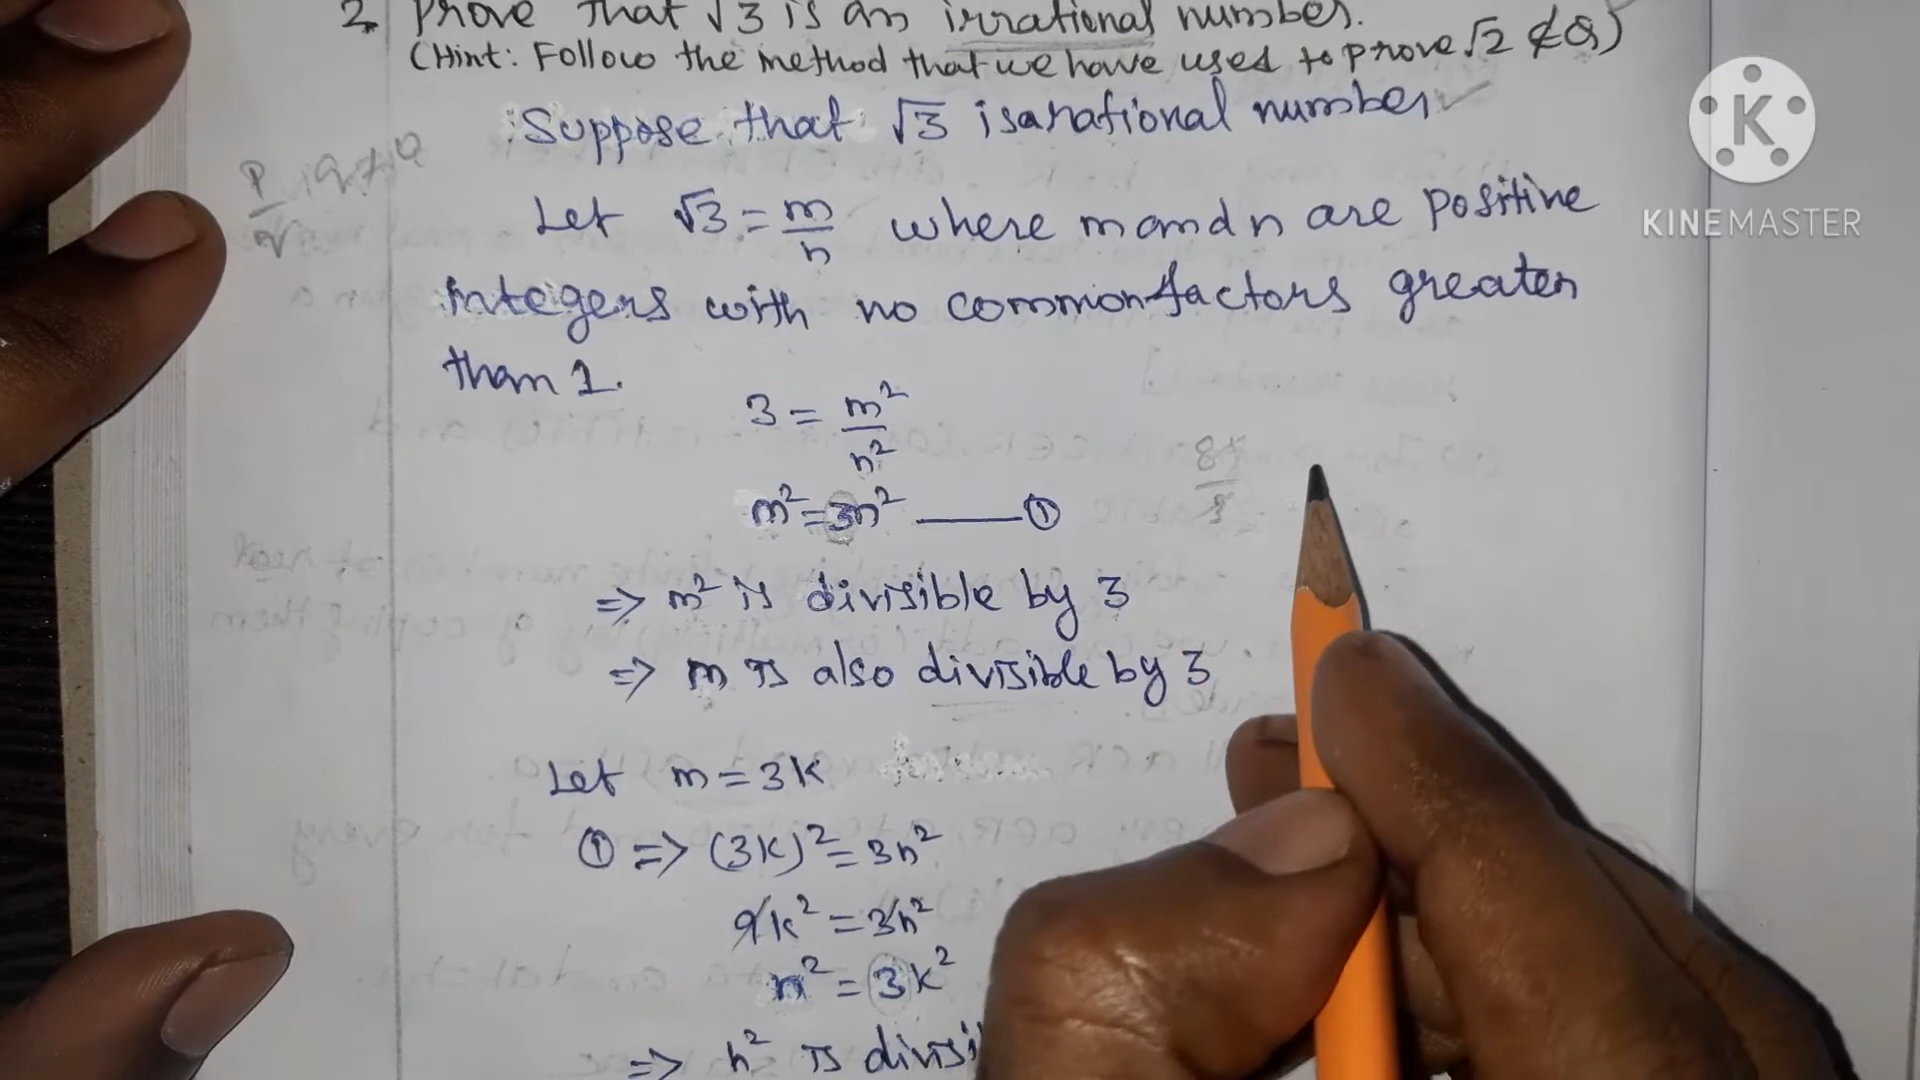 2. Prove that √3 is an irrational number.
(Hint: Follow the method that we have used to prove √2 ∉ Q)
Suppose that √3 is a rational number
P/q, q≠0
Let √3 = m/n where m and n are positive
integers with no common factors greater
than 1.
3 = m²/n²
m² = 3n² —— ①
⇒ m² is divisible by 3
⇒ m is also divisible by 3
Let m = 3k
① ⇒ (3k)² = 3n²
9k² = 3n²
n² = 3k²
⇒ n² is divisi
KINEMASTER